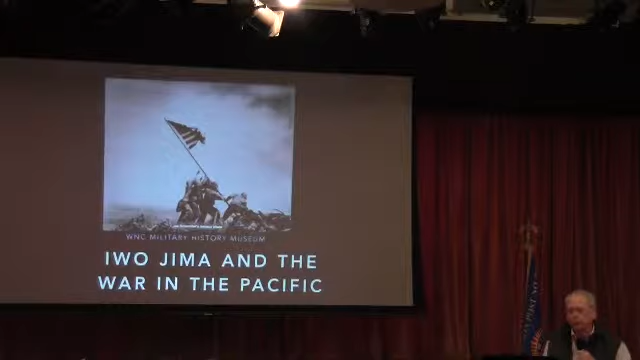 WNC MILITARY HISTORY MUSEUM
IWO JIMA AND THE
WAR IN THE PACIFIC